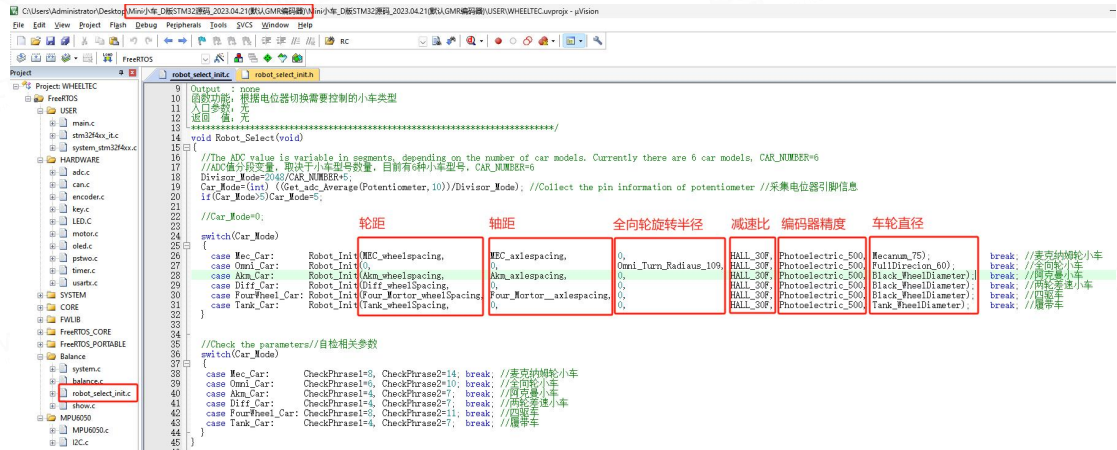 C:\Users\Administrator\Desktop\Mini小车_D版STM32源码_2023.04.21(默认GMR编码器)\Mini小车_D版STM32源码_2023.04.21(默认GMR编码器)\USER\WHEELTEC.uvprojx - µVision
File Edit View Project Flash Debug Peripherals Tools SVCS Window Help
RC
FreeRTOS
Project
Project: WHEELTEC
FreeRTOS
USER
main.c
stm32f4xx_it.c
system_stm32f4xx.c
HARDWARE
adc.c
can.c
encoder.c
key.c
LED.C
motor.c
oled.c
pstwo.c
timer.c
usartx.c
SYSTEM
CORE
FWLIB
FreeRTOS_CORE
FreeRTOS_PORTABLE
Balance
system.c
balance.c
robot_select_init.c
show.c
MPU6050
MPU6050.c
I2C.c
robot_select_init.c robot_select_init.h
9 Output : none
10 函数功能：根据电位器切换需要控制的小车类型
11 入口参数：无
12 返回 值：无
13 **************************************************************************/
14 void Robot_Select(void)
15 {
16 //The ADC value is variable in segments, depending on the number of car models. Currently there are 6 car models, CAR_NUMBER=6
17 //ADC值分段变量，取决于小车型号数量，目前有6种小车型号，CAR_NUMBER=6
18 Divisor_Mode=2048/CAR_NUMBER+5;
19 Car_Mode=(int) ((Get_adc_Average(Potentiometer,10))/Divisor_Mode); //Collect the pin information of potentiometer //采集电位器引脚信息
20 if(Car_Mode>5)Car_Mode=5;
21
22 //Car_Mode=0;
23
轮距 轴距 全向轮旋转半径 减速比 编码器精度 车轮直径
24 switch(Car_Mode)
25 {
26 case Mec_Car: Robot_Init(MEC_wheelspacing, MEC_axlespacing, 0, HALL_30F, Photoelectric_500, Mecanum_75); break; //麦克纳姆轮小车
27 case Omni_Car: Robot_Init(0, 0, Omni_Turn_Radiaus_109, HALL_30F, Photoelectric_500, FullDirecion_60); break; //全向轮小车
28 case Akm_Car: Robot_Init(Akm_wheelspacing, Akm_axlespacing, 0, HALL_30F, Photoelectric_500, Black_WheelDiameter); break; //阿克曼小车
29 case Diff_Car: Robot_Init(Diff_wheelSpacing, 0, 0, HALL_30F, Photoelectric_500, Black_WheelDiameter); break; //两轮差速小车
30 case FourWheel_Car: Robot_Init(Four_Mortor_wheelSpacing, Four_Mortor__axlespacing, 0, HALL_30F, Photoelectric_500, Black_WheelDiameter); break; //四驱车
31 case Tank_Car: Robot_Init(Tank_wheelSpacing, 0, 0, HALL_30F, Photoelectric_500, Tank_WheelDiameter); break; //履带车
32 }
33
34
35 //Check the parameters//自检相关参数
36 switch(Car_Mode)
37 {
38 case Mec_Car: CheckPhrase1=8, CheckPhrase2=14; break; //麦克纳姆轮小车
39 case Omni_Car: CheckPhrase1=6, CheckPhrase2=10; break; //全向轮小车
40 case Akm_Car: CheckPhrase1=4, CheckPhrase2=7; break; //阿克曼小车
41 case Diff_Car: CheckPhrase1=4, CheckPhrase2=7; break; //两轮差速小车
42 case FourWheel_Car: CheckPhrase1=8, CheckPhrase2=11; break; //四驱车
43 case Tank_Car: CheckPhrase1=4, CheckPhrase2=7; break; //履带车
44 }
45 }